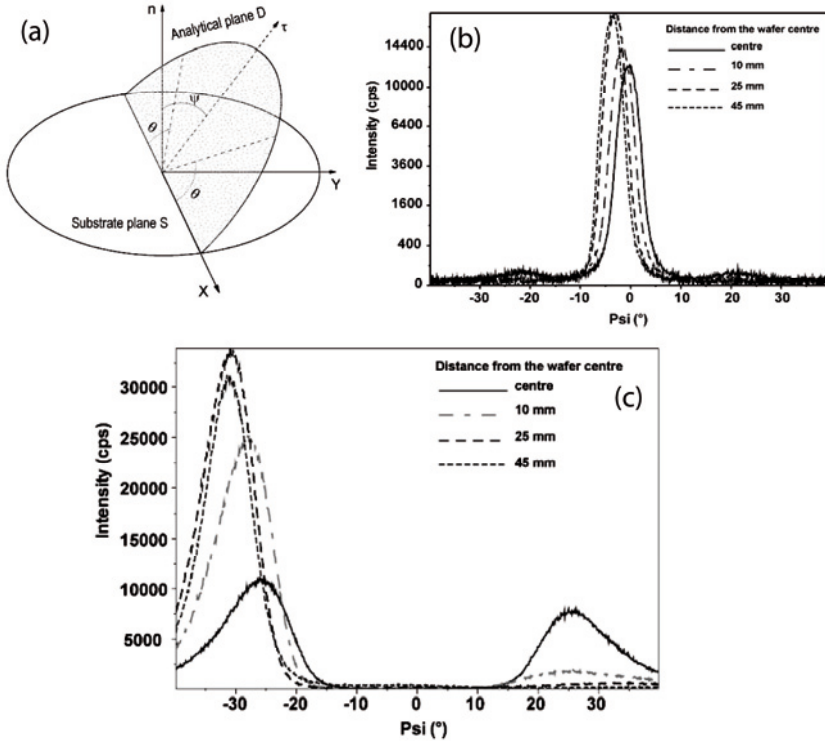 (a)
n
Analytical plane D
τ
ψ
θ
θ
Y
Substrate plane S
X
(b)
Intensity (cps)
14400
10000
6400
3600
1600
400
0
-30 -20 -10 0 10 20 30
Psi (°)
Distance from the wafer centre
centre
10 mm
25 mm
45 mm
(c)
Intensity (cps)
30000
25000
20000
15000
10000
5000
-30 -20 -10 0 10 20 30
Psi (°)
Distance from the wafer centre
centre
10 mm
25 mm
45 mm